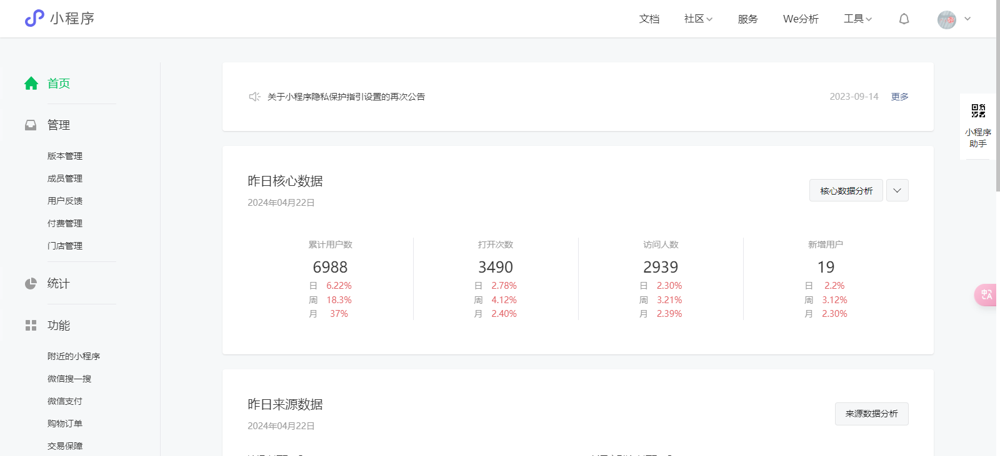 小程序
文档
社区
服务
We分析
工具
首页
管理
版本管理
成员管理
用户反馈
付费管理
门店管理
统计
功能
附近的小程序
微信搜一搜
微信支付
购物订单
交易保障
关于小程序隐私保护指引设置的再次公告
2023-09-14
更多
昨日核心数据
2024年04月22日
核心数据分析
累计用户数
6988
日 6.22%
周 18.3%
月 37%
打开次数
3490
日 2.78%
周 4.12%
月 2.40%
访问人数
2939
日 2.30%
周 3.21%
月 2.39%
新增用户
19
日 2.2%
周 3.12%
月 2.30%
昨日来源数据
2024年04月22日
来源数据分析
小程序
助手